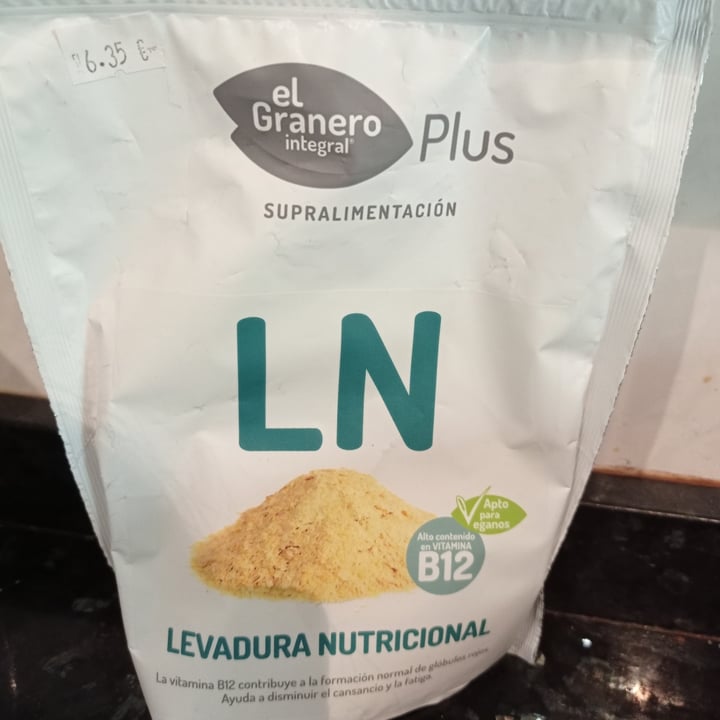 6.35 €
el
Granero
integral®
Plus
SUPRALIMENTACIÓN
LN
Apto
para
Veganos
Alto contenido
en VITAMINA
B12
LEVADURA NUTRICIONAL
La vitamina B12 contribuye a la formación normal de glóbulos rojos.
Ayuda a disminuir el cansancio y la fatiga.